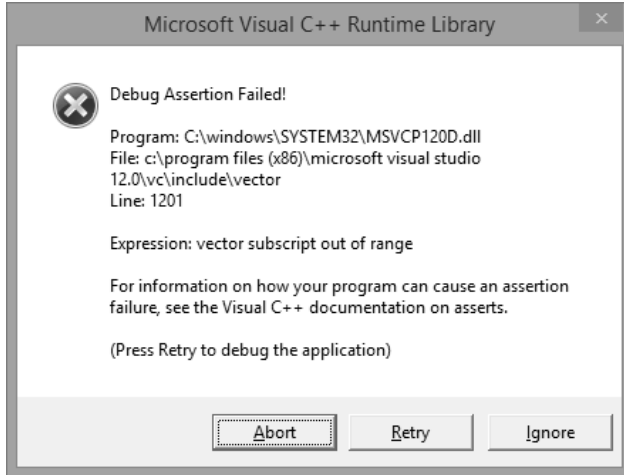 Microsoft Visual C++ Runtime Library
Debug Assertion Failed!
Program: C:\windows\SYSTEM32\MSVCP120D.dll
File: c:\program files (x86)\microsoft visual studio
12.0\vc\include\vector
Line: 1201
Expression: vector subscript out of range
For information on how your program can cause an assertion
failure, see the Visual C++ documentation on asserts.
(Press Retry to debug the application)
Abort Retry Ignore